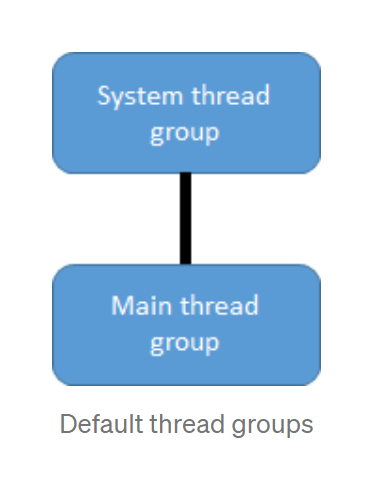 System thread
group
Main thread
group
Default thread groups